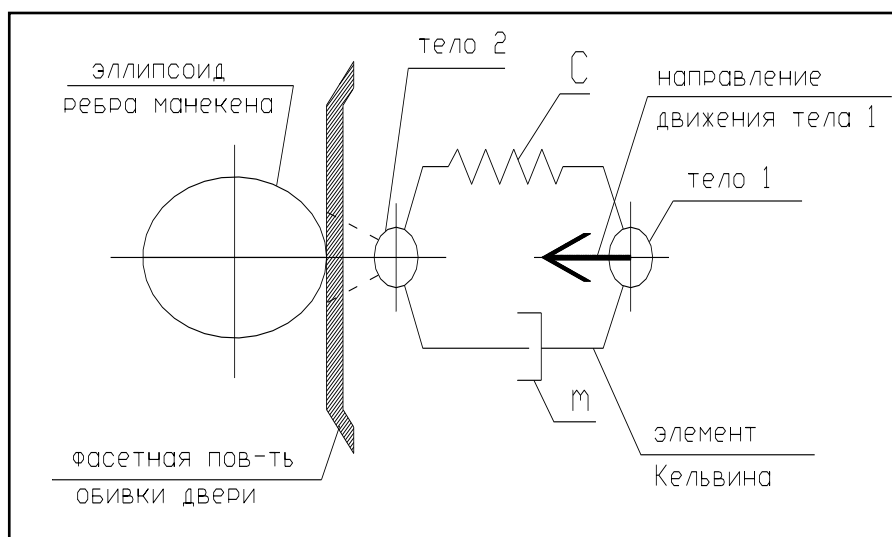 тело 2
эллипсоид
ребра манекена
С
направление
движения тела 1
тело 1
m
элемент
Кельвина
фасетная пов-ть
обивки двери